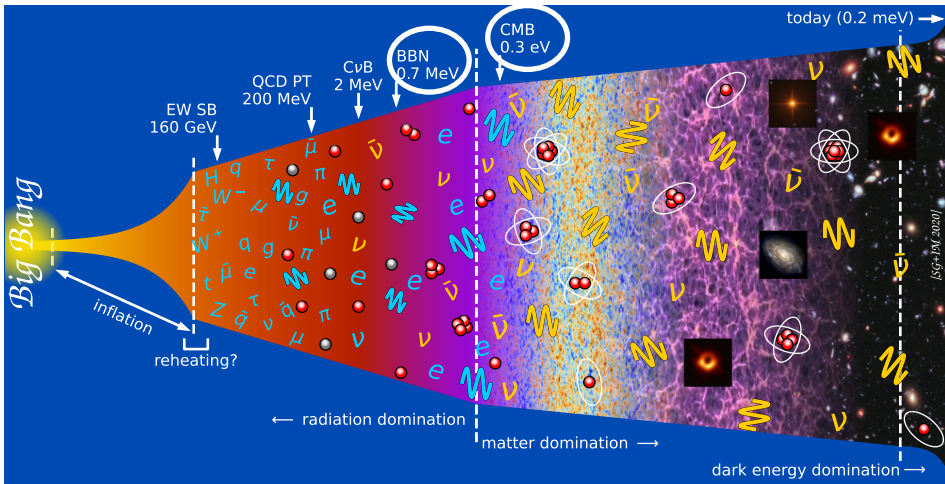 today (0.2 meV)
CMB
0.3 eV
BBN
0.7 MeV
CνB
2 MeV
QCD PT
200 MeV
EW SB
160 GeV
Big Bang
inflation
reheating?
← radiation domination
matter domination →
dark energy domination
[SG+PM 2020]
H q τ μ̄ ν̄
W⁻ μ g π e
τ̄ ν̄ e ν
W⁺ q g π μ ν
t μ̄ e e e
Z τ q̄ π ν̄
q̄ ν μ ν ν e
e ν ν̄ ν̄ ν
e ν ν̄ ν̄
e ν̄ ν ν̄
e ν ν